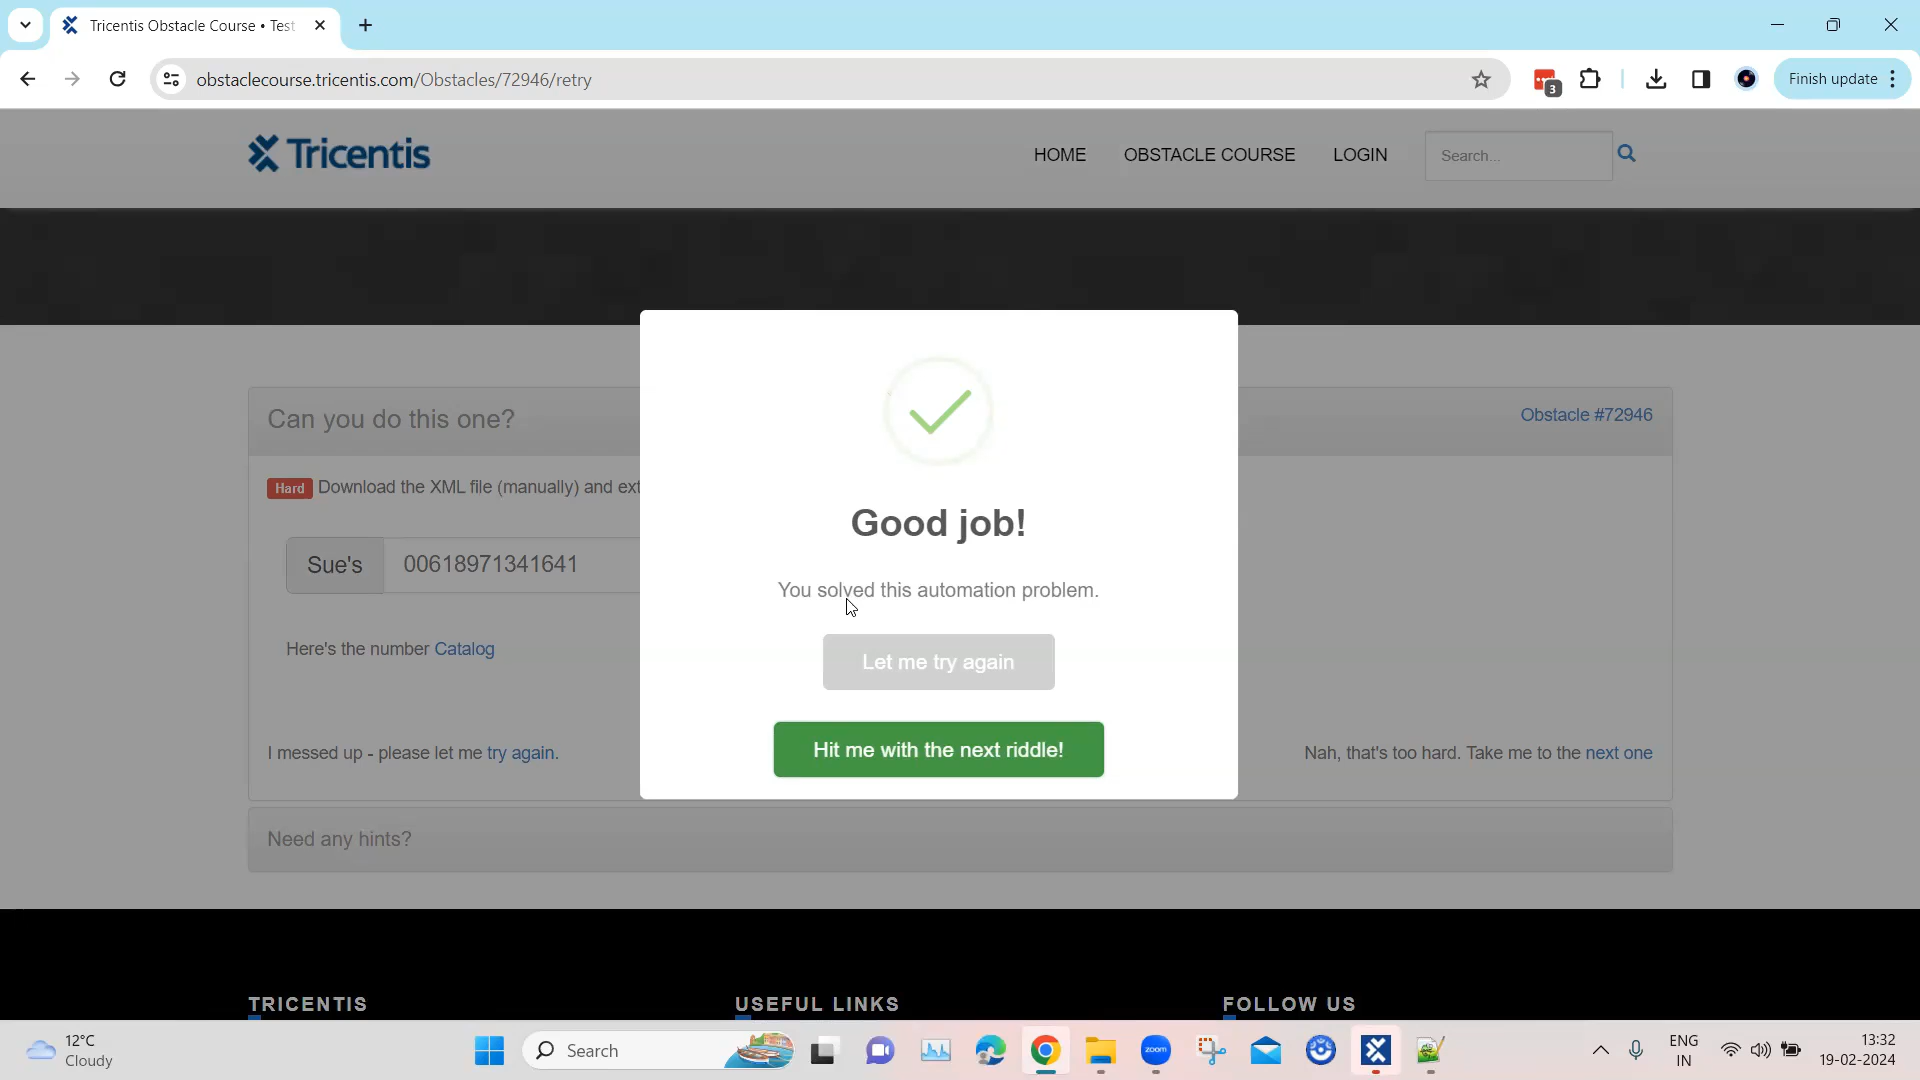 Tricentis Obstacle Course • Test
obstaclecourse.tricentis.com/Obstacles/72946/retry
3
Finish update
Tricentis
HOME
OBSTACLE COURSE
LOGIN
Search...
Can you do this one?
Obstacle #72946
Hard Download the XML file (manually) and ext
Sue's 00618971341641
Here's the number Catalog
I messed up - please let me try again.
Nah, that's too hard. Take me to the next one
Need any hints?
Good job!
You solved this automation problem.
Let me try again
Hit me with the next riddle!
TRICENTIS
USEFUL LINKS
FOLLOW US
12°C
Cloudy
Search
zoom
ENG
IN
13:32
19-02-2024